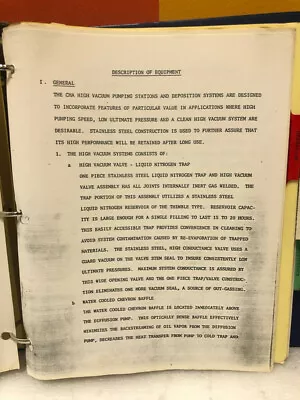 DESCRIPTION OF EQUIPMENT
I. GENERAL
THE CHA HIGH VACUUM PUMPING STATIONS AND DEPOSITION SYSTEMS ARE DESIGNED
TO INCORPORATE FEATURES OF PARTICULAR VALUE IN APPLICATIONS WHERE HIGH
PUMPING SPEED, LOW ULTIMATE PRESSURE AND A CLEAN HIGH VACUUM SYSTEM ARE
DESIRABLE. STAINLESS STEEL CONSTRUCTION IS USED TO FURTHER ASSURE THAT
ITS HIGH PERFORMANCE WILL BE RETAINED AFTER LONG USE.
1. THE HIGH VACUUM SYSTEMS CONSISTS OF:
a. HIGH VACUUM VALVE - LIQUID NITROGEN TRAP
ONE PIECE STAINLESS STEEL LIQUID NITROGEN TRAP AND HIGH VACUUM
VALVE ASSEMBLY HAS ALL JOINTS INTERNALLY INERT GAS WELDED. THE
TRAP PORTION OF THIS ASSEMBLY UTILIZES A STAINLESS STEEL
LIQUID NITROGEN RESERVOIR OF THE THIMBLE TYPE. RESERVOIR CAPAC-
ITY IS LARGE ENOUGH FOR A SINGLE FILLING TO LAST 15 TO 20 HOURS.
THIS EASILY ACCESSIBLE TRAP PROVIDES CONVENIENCE IN CLEANING TO
AVOID SYSTEM CONTAMINATION CAUSED BY RE-EVAPORATION OF TRAPPED
MATERIALS. THE STAINLESS STEEL, HIGH CONDUCTANCE VALVE USES A
GUARD VACUUM ON THE VALVE STEM SEAL TO INSURE CONSISTENTLY LOW
ULTIMATE PRESSURES. MAXIMUM SYSTEM CONDUCTANCE IS ASSURED BY
THIS WIDE OPENING VALVE AND THE ONE PIECE TRAP/VALVE CONSTRUC-
TION ELIMINATES ONE MORE VACUUM SEAL, A SOURCE OF OUT-GASSING.
b. WATER COOLED CHEVRON BAFFLE
THE WATER COOLED CHEVRON BAFFLE IS LOCATED IMMEDIATELY ABOVE
THE DIFFUSION PUMP. THIS OPTICALLY DENSE BAFFLE EFFECTIVELY
MINIMIZES THE BACKSTREAMING OF OIL VAPOR FROM THE DIFFUSION
PUMP, DECREASES THE HEAT TRANSFER FROM PUMP TO COLD TRAP AND